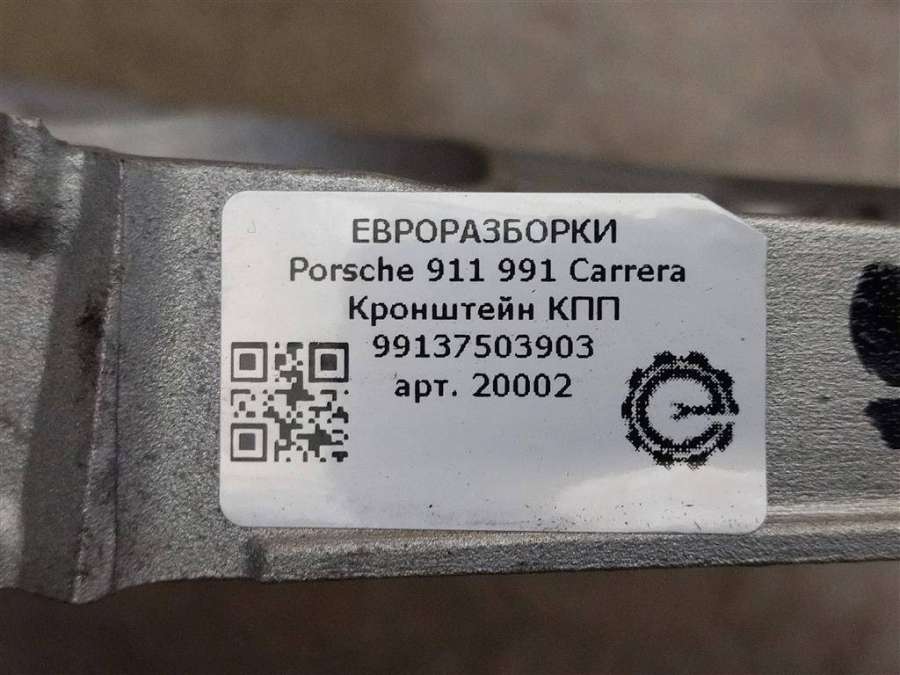 ЕВРОРАЗБОРКИ
Porsche 911 991 Carrera
Кронштейн КПП
99137503903
арт. 20002